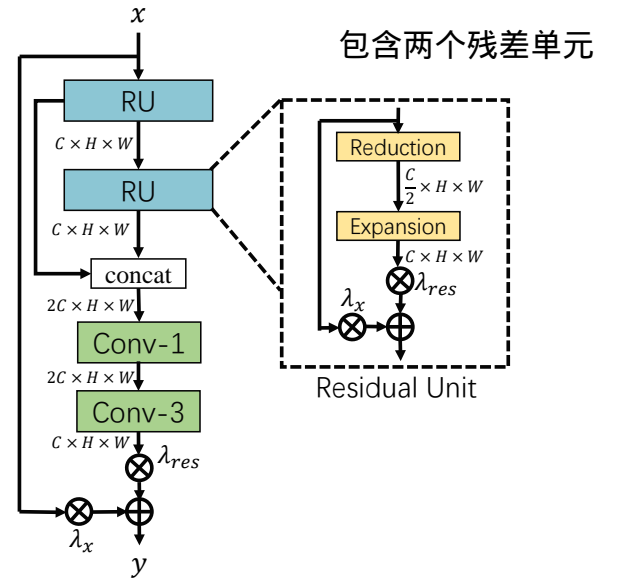 x
包含两个残差单元
RU
C × H × W
RU
C × H × W
concat
2C × H × W
Conv-1
2C × H × W
Conv-3
C × H × W
λres
λx
y
Reduction
C/2 × H × W
Expansion
C × H × W
λres
λx
Residual Unit